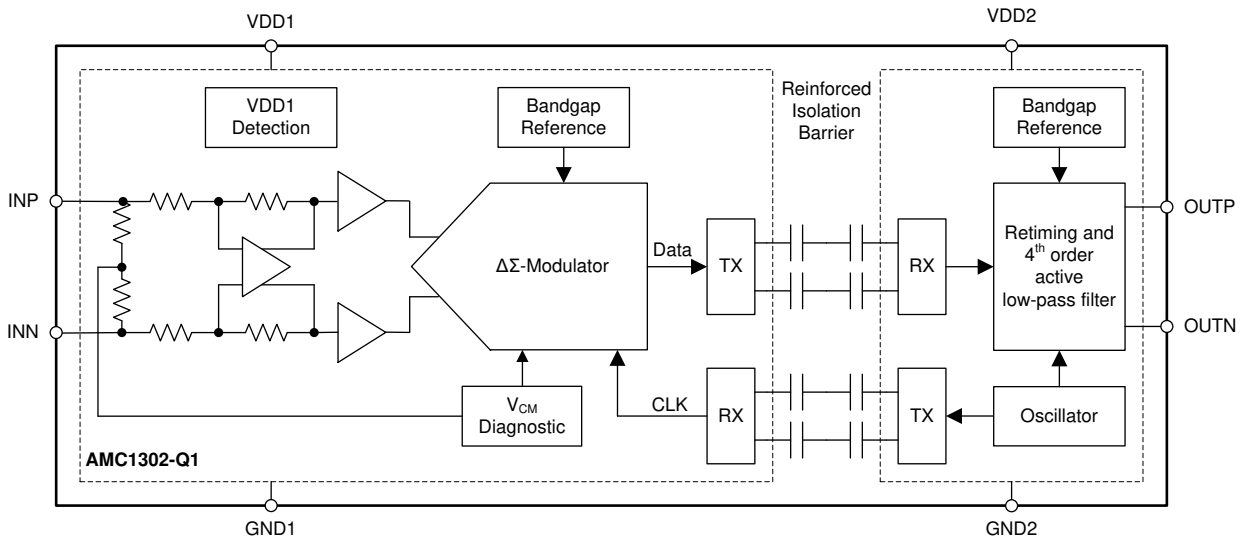 VDD1
VDD2
VDD1
Detection
Bandgap
Reference
Reinforced
Isolation
Barrier
Bandgap
Reference
INP
INN
ΔΣ-Modulator
Data
TX
RX
Retiming and
4th order
active
low-pass filter
OUTP
OUTN
VCM
Diagnostic
CLK
RX
TX
Oscillator
AMC1302-Q1
GND1
GND2